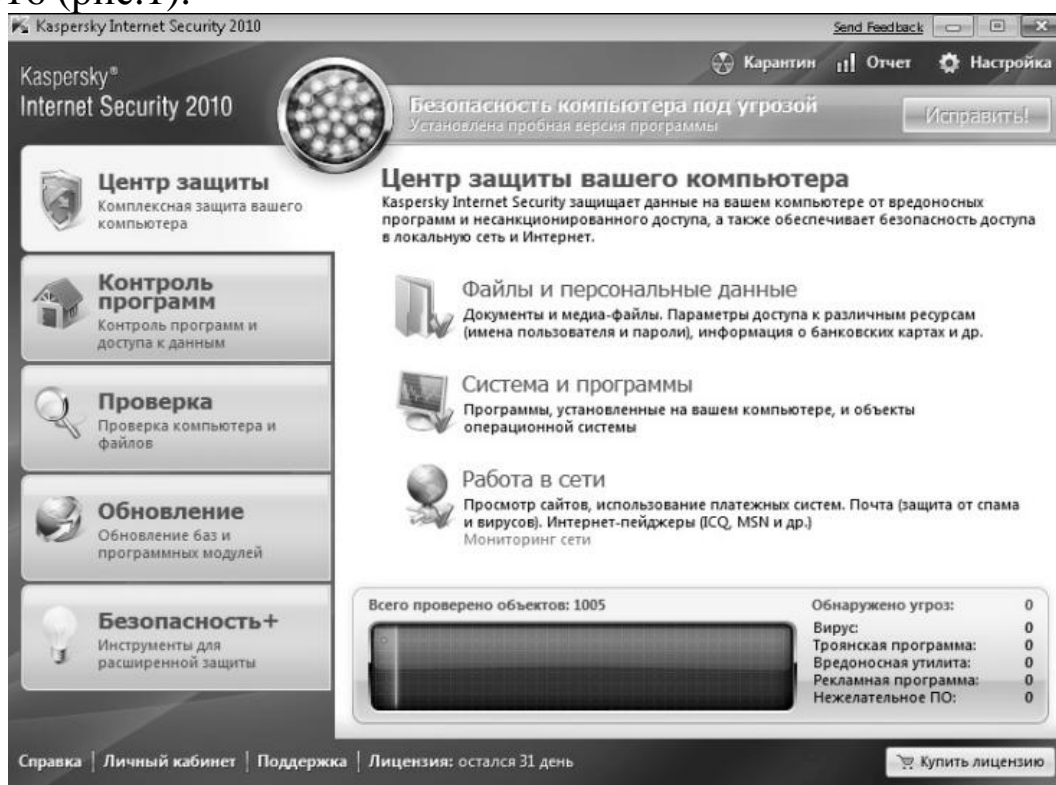 16 (рис.1).
Kaspersky Internet Security 2010
Send Feedback
Карантин Отчет Настройка
Kaspersky®
Internet Security 2010
Безопасность компьютера под угрозой
Установлена пробная версия программы
Исправить!
Центр защиты
Комплексная защита вашего
компьютера
Контроль
программ
Контроль программ и
доступа к данным
Проверка
Проверка компьютера и
файлов
Обновление
Обновление баз и
программных модулей
Безопасность+
Инструменты для
расширенной защиты
Центр защиты вашего компьютера
Kaspersky Internet Security защищает данные на вашем компьютере от вредоносных
программ и несанкционированного доступа, а также обеспечивает безопасность доступа
в локальную сеть и Интернет.
Файлы и персональные данные
Документы и медиа-файлы. Параметры доступа к различным ресурсам
(имена пользователя и пароли), информация о банковских картах и др.
Система и программы
Программы, установленные на вашем компьютере, и объекты
операционной системы
Работа в сети
Просмотр сайтов, использование платежных систем. Почта (защита от спама
и вирусов). Интернет-пейджеры (ICQ, MSN и др.)
Мониторинг сети
Всего проверено объектов: 1005
Обнаружено угроз: 0
Вирус: 0
Троянская программа: 0
Вредоносная утилита: 0
Рекламная программа: 0
Нежелательное ПО: 0
Справка | Личный кабинет | Поддержка | Лицензия: остался 31 день
Купить лицензию